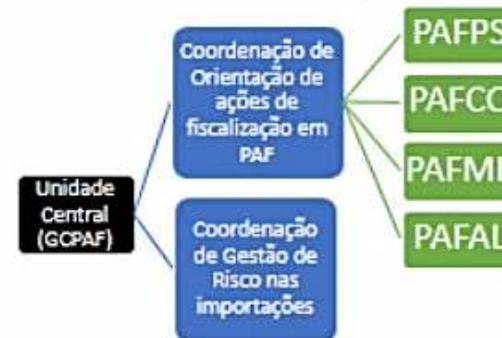 Unidade
Central
(GCPAF)
Coordenação de
Orientação de
ações de
fiscalização em
PAF
Coordenação
de Gestão de
Risco nas
importações
PAFPS
PAFCO
PAFME
PAFAL